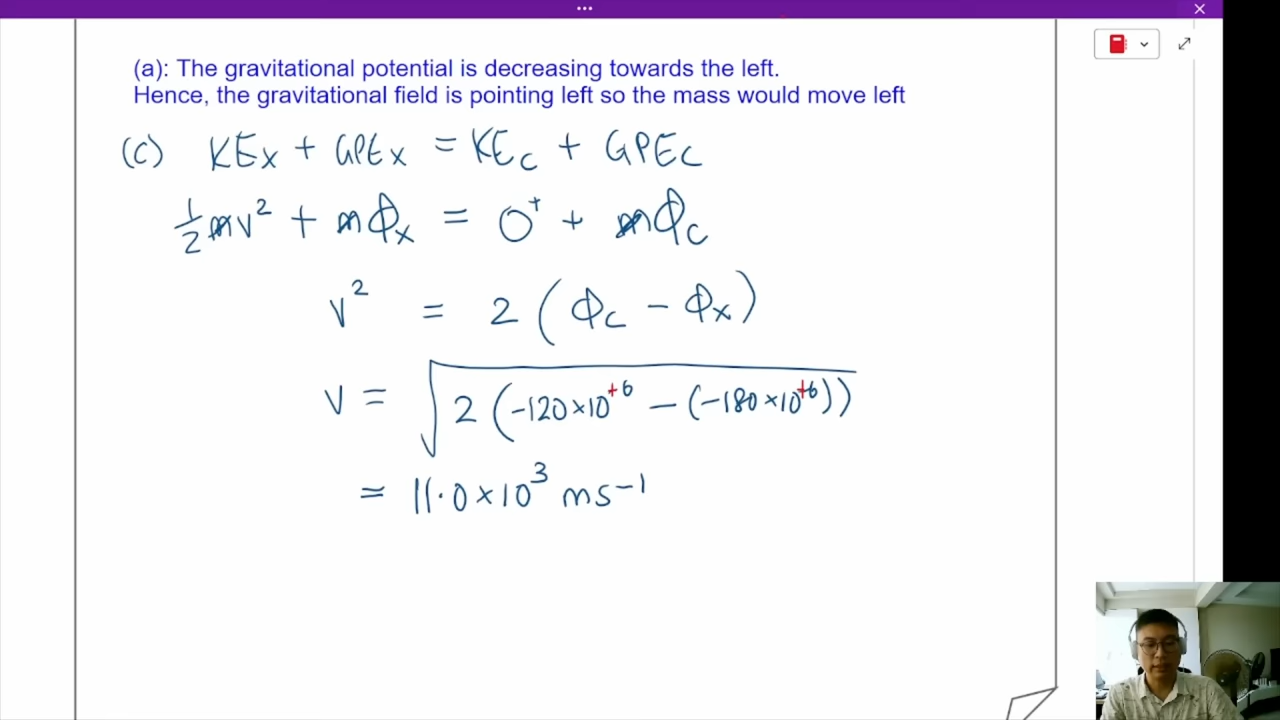 (a): The gravitational potential is decreasing towards the left.
Hence, the gravitational field is pointing left so the mass would move left
(c) KEx + GPEx = KEc + GPEc
1/2 mv² + mΦx = 0⁺ + mΦc
v² = 2 (Φc - Φx)
v = √2 (-120×10⁺⁶ - (-180×10⁺⁶))
= 11.0×10³ ms⁻¹